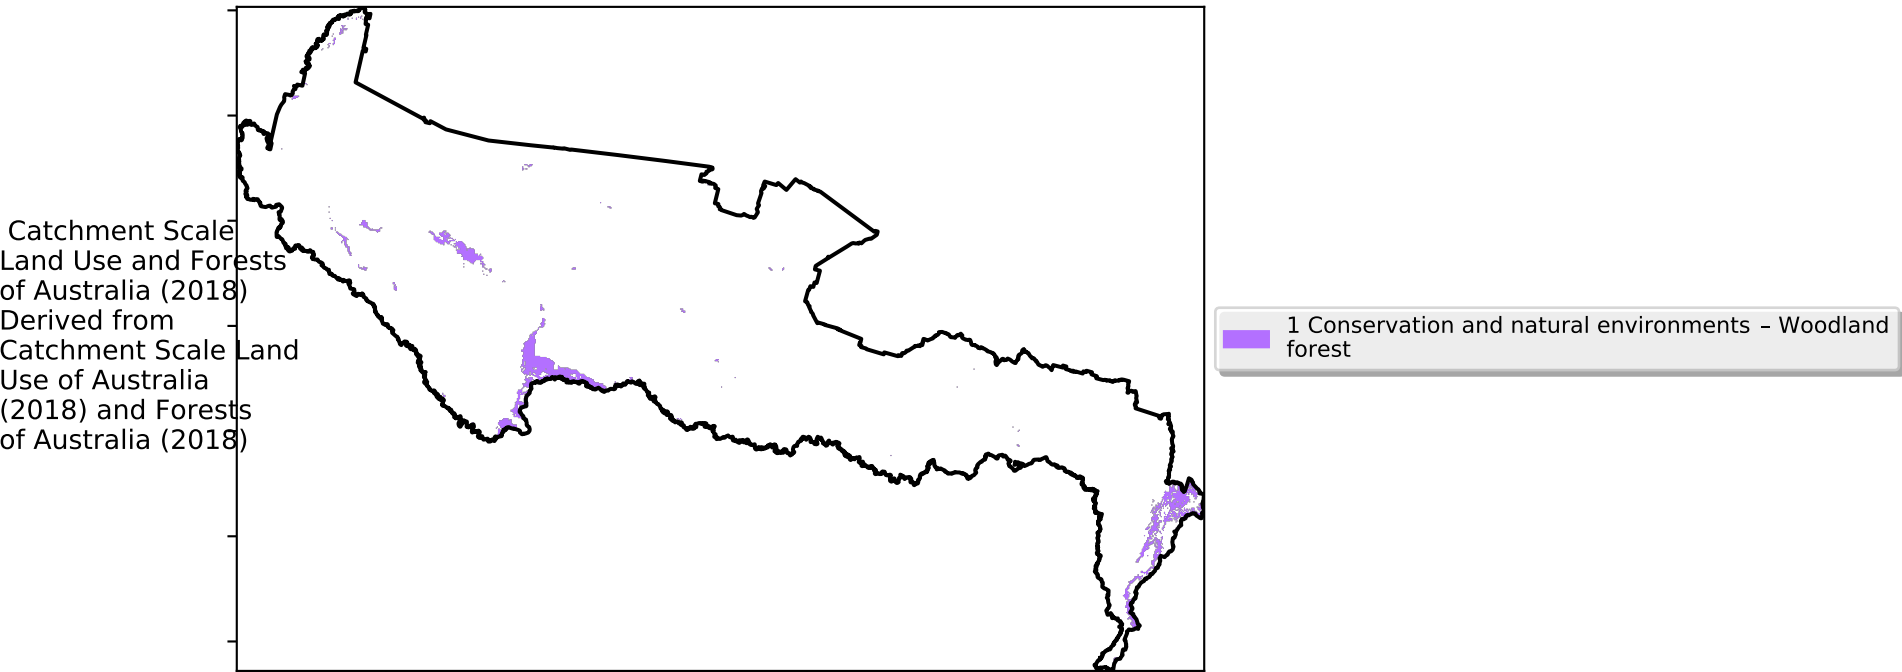 Catchment Scale
Land Use and Forests
of Australia (2018)
Derived from
Catchment Scale Land
Use of Australia
(2018) and Forests
of Australia (2018)
1 Conservation and natural environments – Woodland
forest